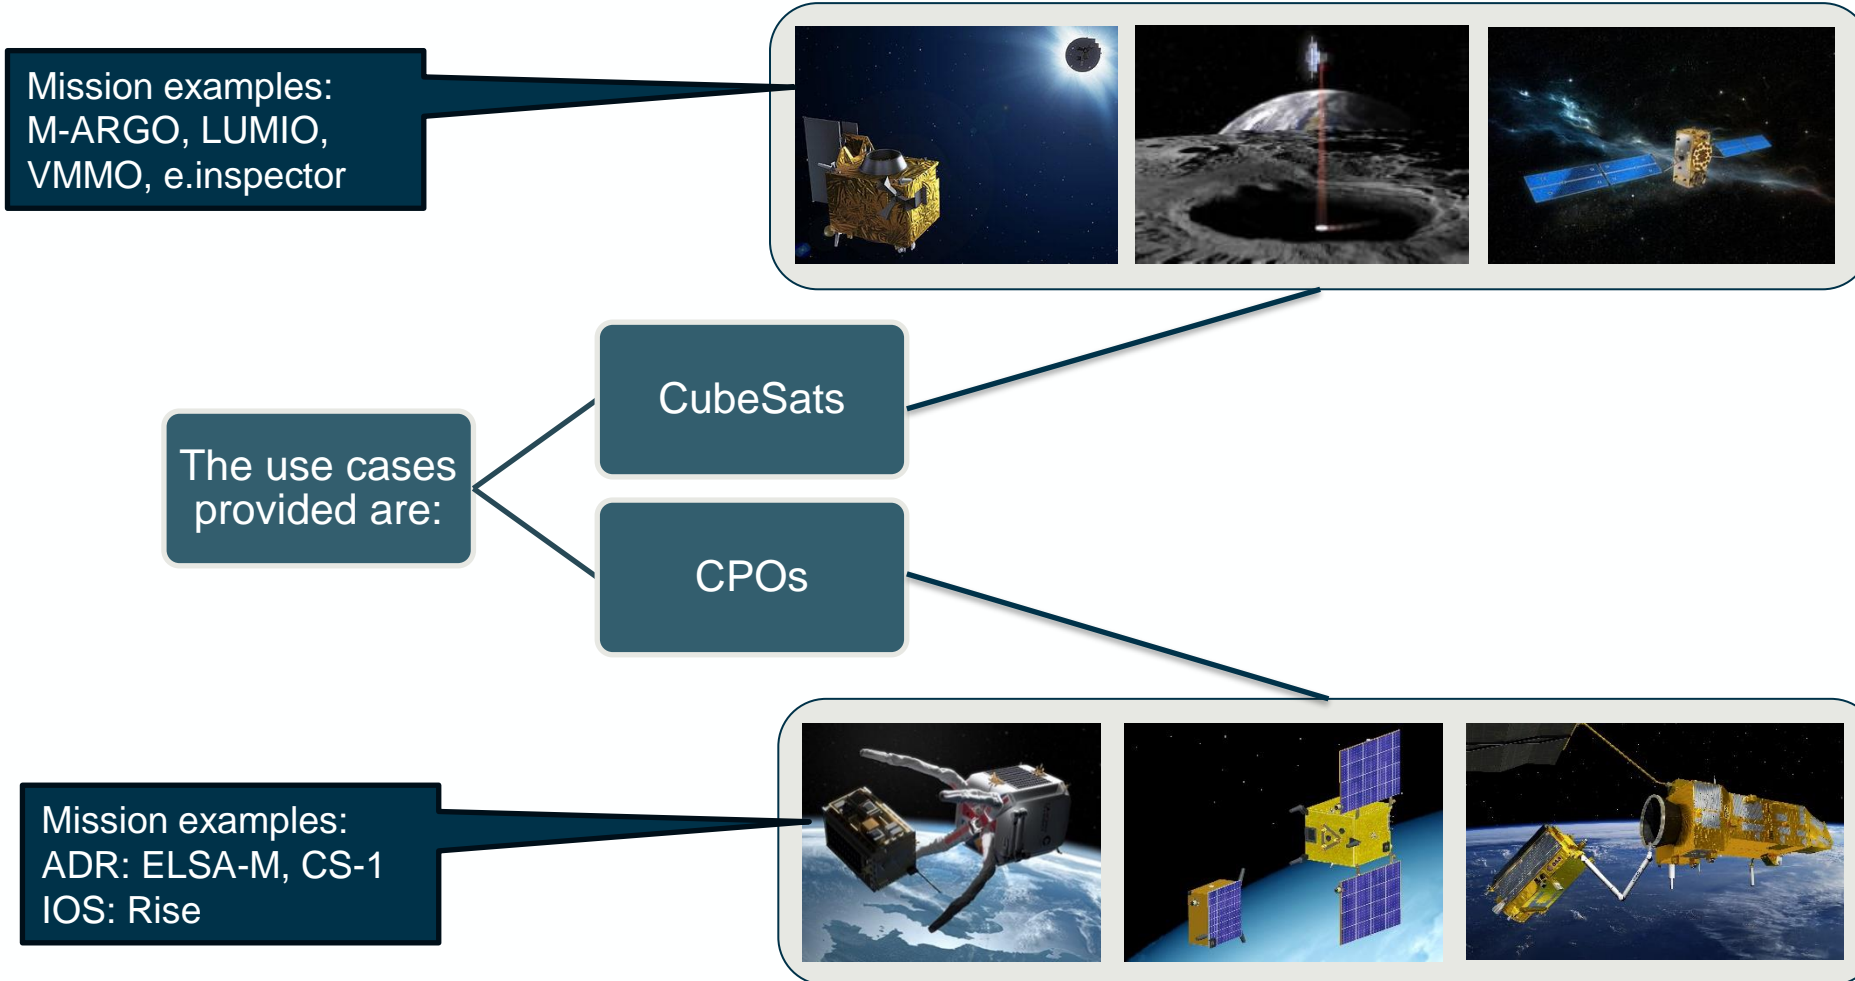 Mission examples:
M-ARGO, LUMIO,
VMMO, e.inspector
CubeSats
The use cases
provided are:
CPOs
Mission examples:
ADR: ELSA-M, CS-1
IOS: Rise